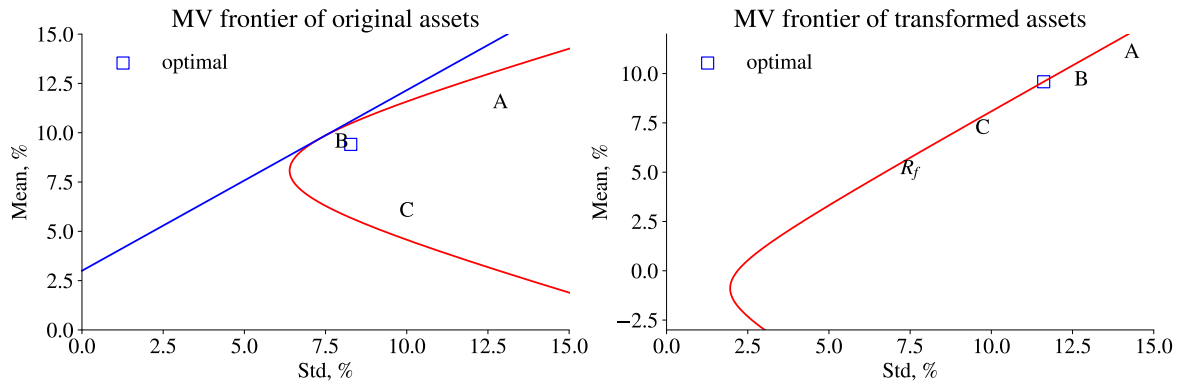 MV frontier of original assets
15.0
12.5
10.0
7.5
5.0
2.5
0.0
Mean, %
optimal
A
B
C
0.0 2.5 5.0 7.5 10.0 12.5 15.0
Std, %
MV frontier of transformed assets
10.0
7.5
5.0
2.5
0.0
−2.5
Mean, %
optimal
A
B
C
R_f
0.0 2.5 5.0 7.5 10.0 12.5 15.0
Std, %